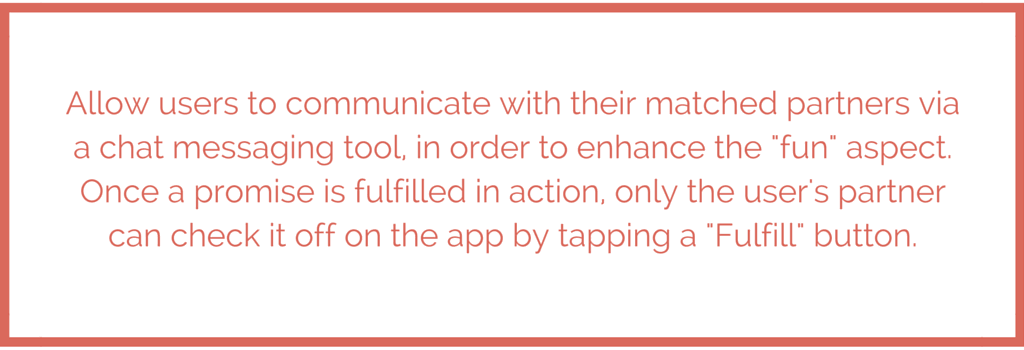 Allow users to communicate with their matched partners via
a chat messaging tool, in order to enhance the "fun" aspect.
Once a promise is fulfilled in action, only the user's partner
can check it off on the app by tapping a "Fulfill" button.